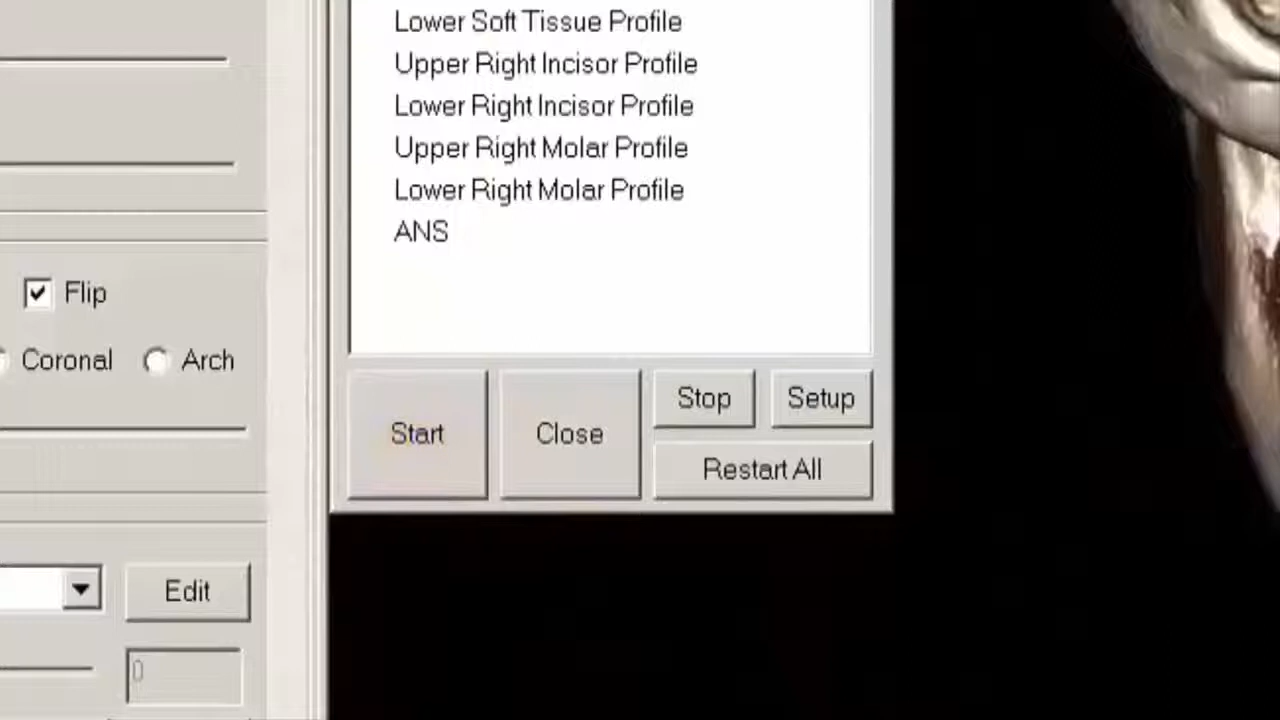 Lower Soft Tissue Profile
Upper Right Incisor Profile
Lower Right Incisor Profile
Upper Right Molar Profile
Lower Right Molar Profile
ANS
Flip
Coronal Arch
Start Close Stop Setup
Restart All
Edit
0